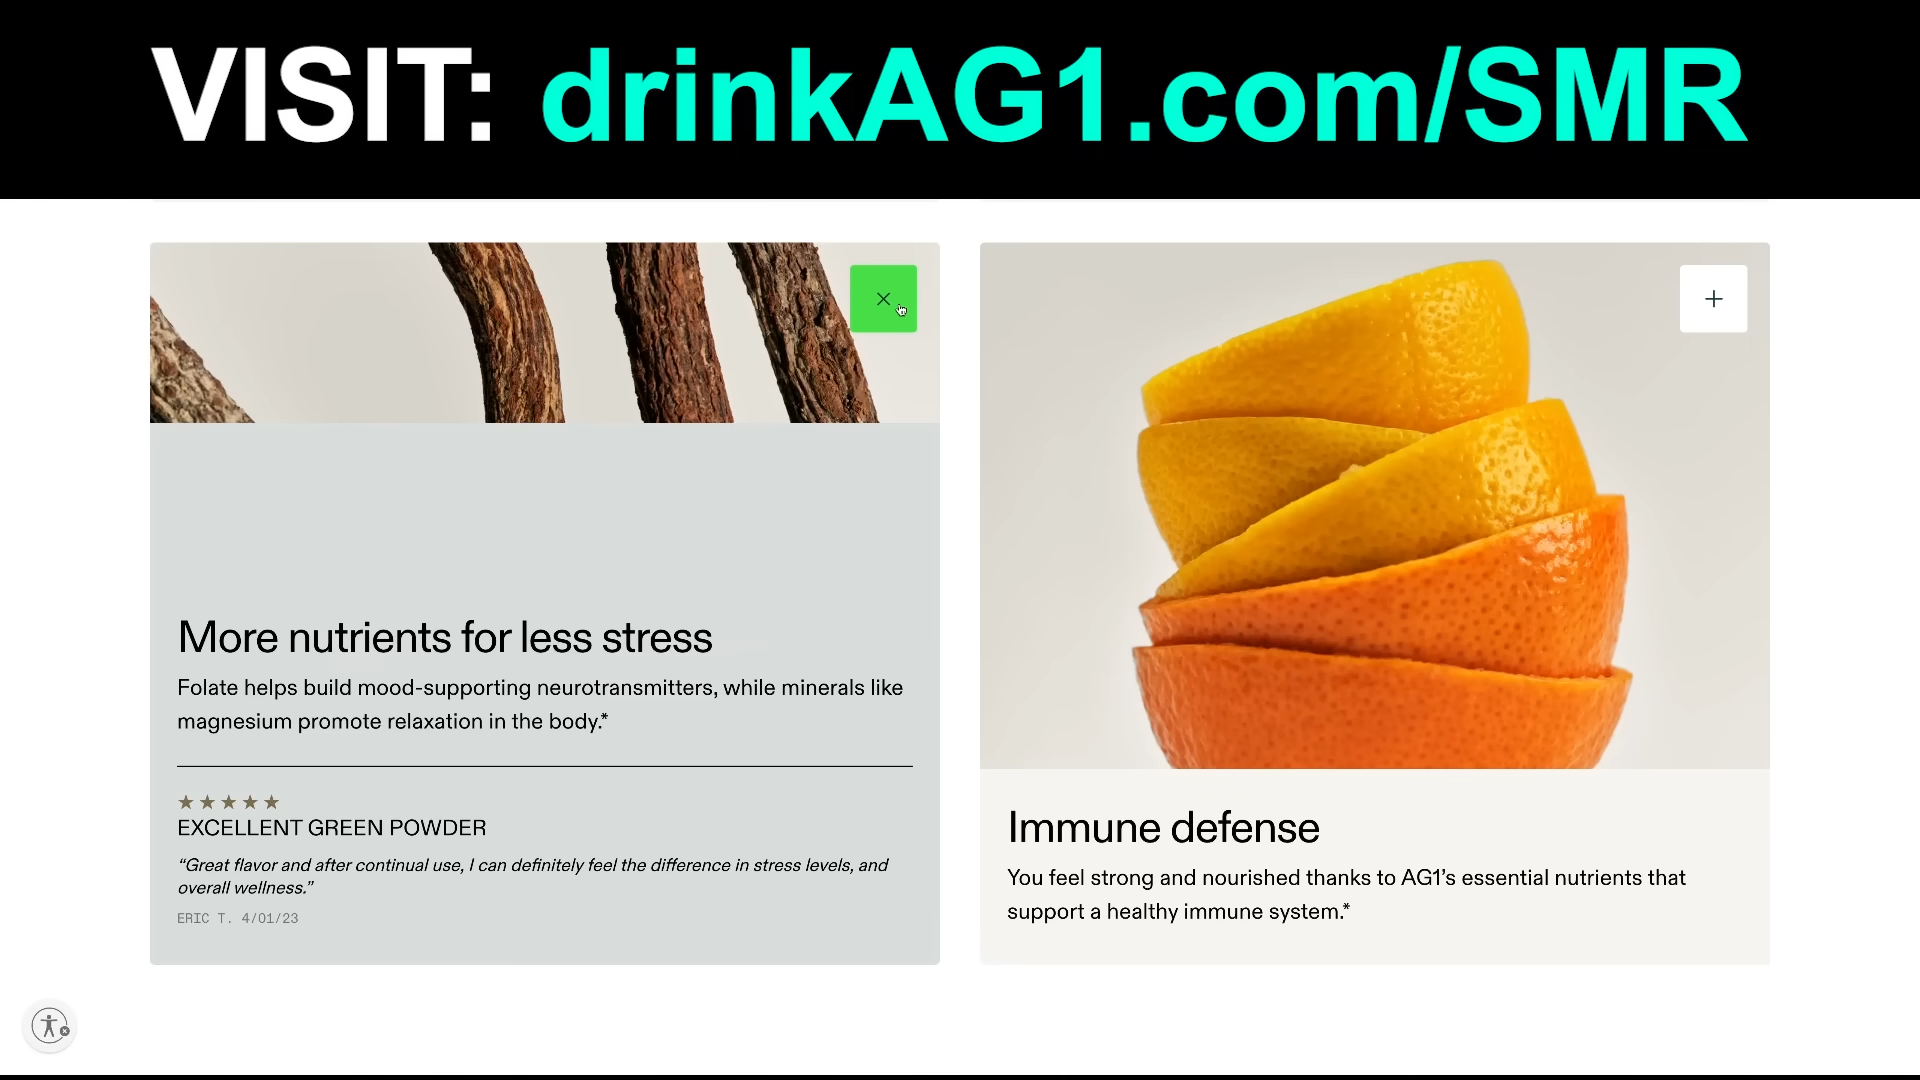 VISIT: drinkAG1.com/SMR
More nutrients for less stress
Folate helps build mood-supporting neurotransmitters, while minerals like
magnesium promote relaxation in the body.*
★★★★★
EXCELLENT GREEN POWDER
“Great flavor and after continual use, I can definitely feel the difference in stress levels, and
overall wellness.”
ERIC T. 4/01/23
Immune defense
You feel strong and nourished thanks to AG1’s essential nutrients that
support a healthy immune system.*